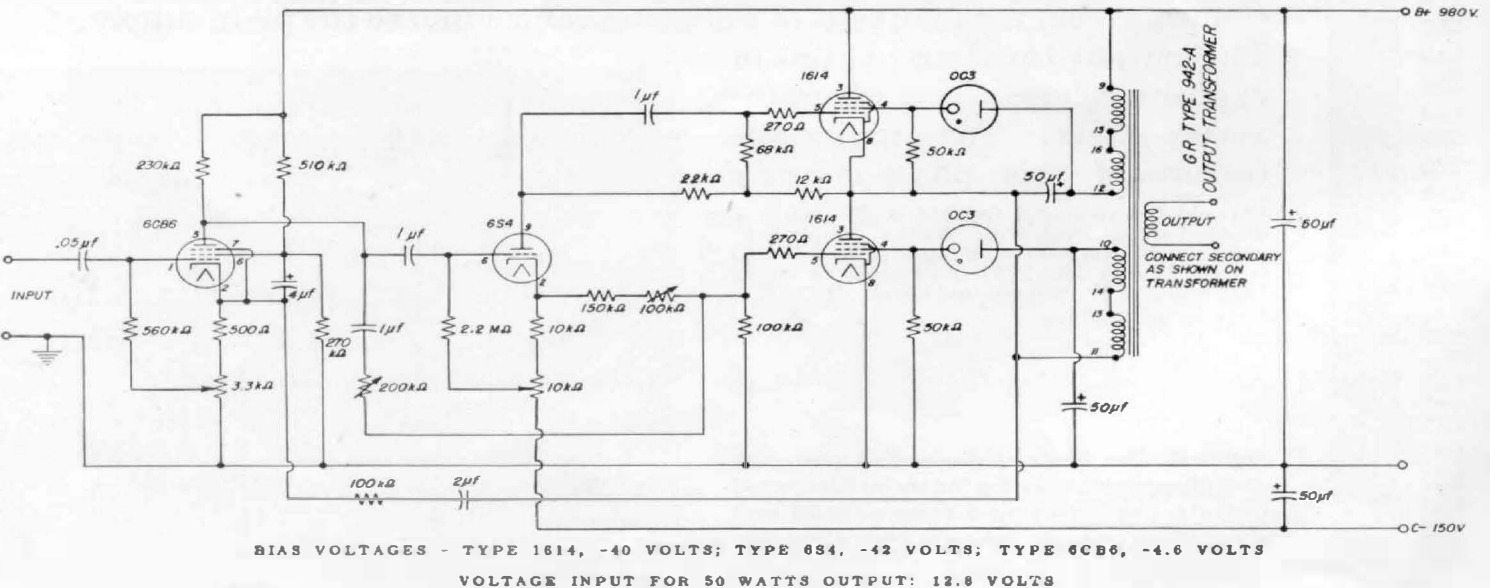 B+ 980V.
GR TYPE 942-A
OUTPUT TRANSFORMER
1614
OC3
1µf
3
5
4
8
270Ω
68kΩ
50kΩ
9
13
16
12
230kΩ
510kΩ
22kΩ
12kΩ
50µf
+
6CB6
5
7
6
1
2
.05µf
1µf
6S4
9
6
2
1614
OC3
270Ω
3
5
4
8
10
14
13
11
OUTPUT
CONNECT SECONDARY
AS SHOWN ON
TRANSFORMER
+
50µf
INPUT
+
4µf
150kΩ
100kΩ
560kΩ
500Ω
270
kΩ
1µf
2.2 MΩ
10kΩ
100kΩ
50kΩ
3.3kΩ
200kΩ
10kΩ
+
50µf
100kΩ
2µf
+
50µf
C- 150V
BIAS VOLTAGES - TYPE 1614, -40 VOLTS; TYPE 6S4, -42 VOLTS; TYPE 6CB6, -4.6 VOLTS
VOLTAGE INPUT FOR 50 WATTS OUTPUT: 12.8 VOLTS